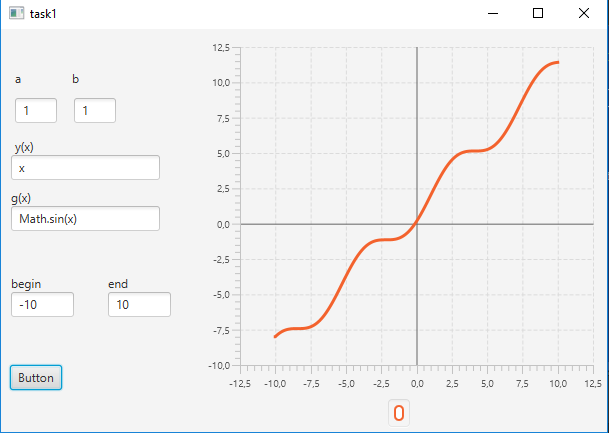 task1
a b
1 1
y(x)
x
g(x)
Math.sin(x)
begin end
-10 10
Button
12,5
10,0
7,5
5,0
2,5
0,0
-2,5
-5,0
-7,5
-10,0
-12,5 -10,0 -7,5 -5,0 -2,5 0,0 2,5 5,0 7,5 10,0 12,5
0